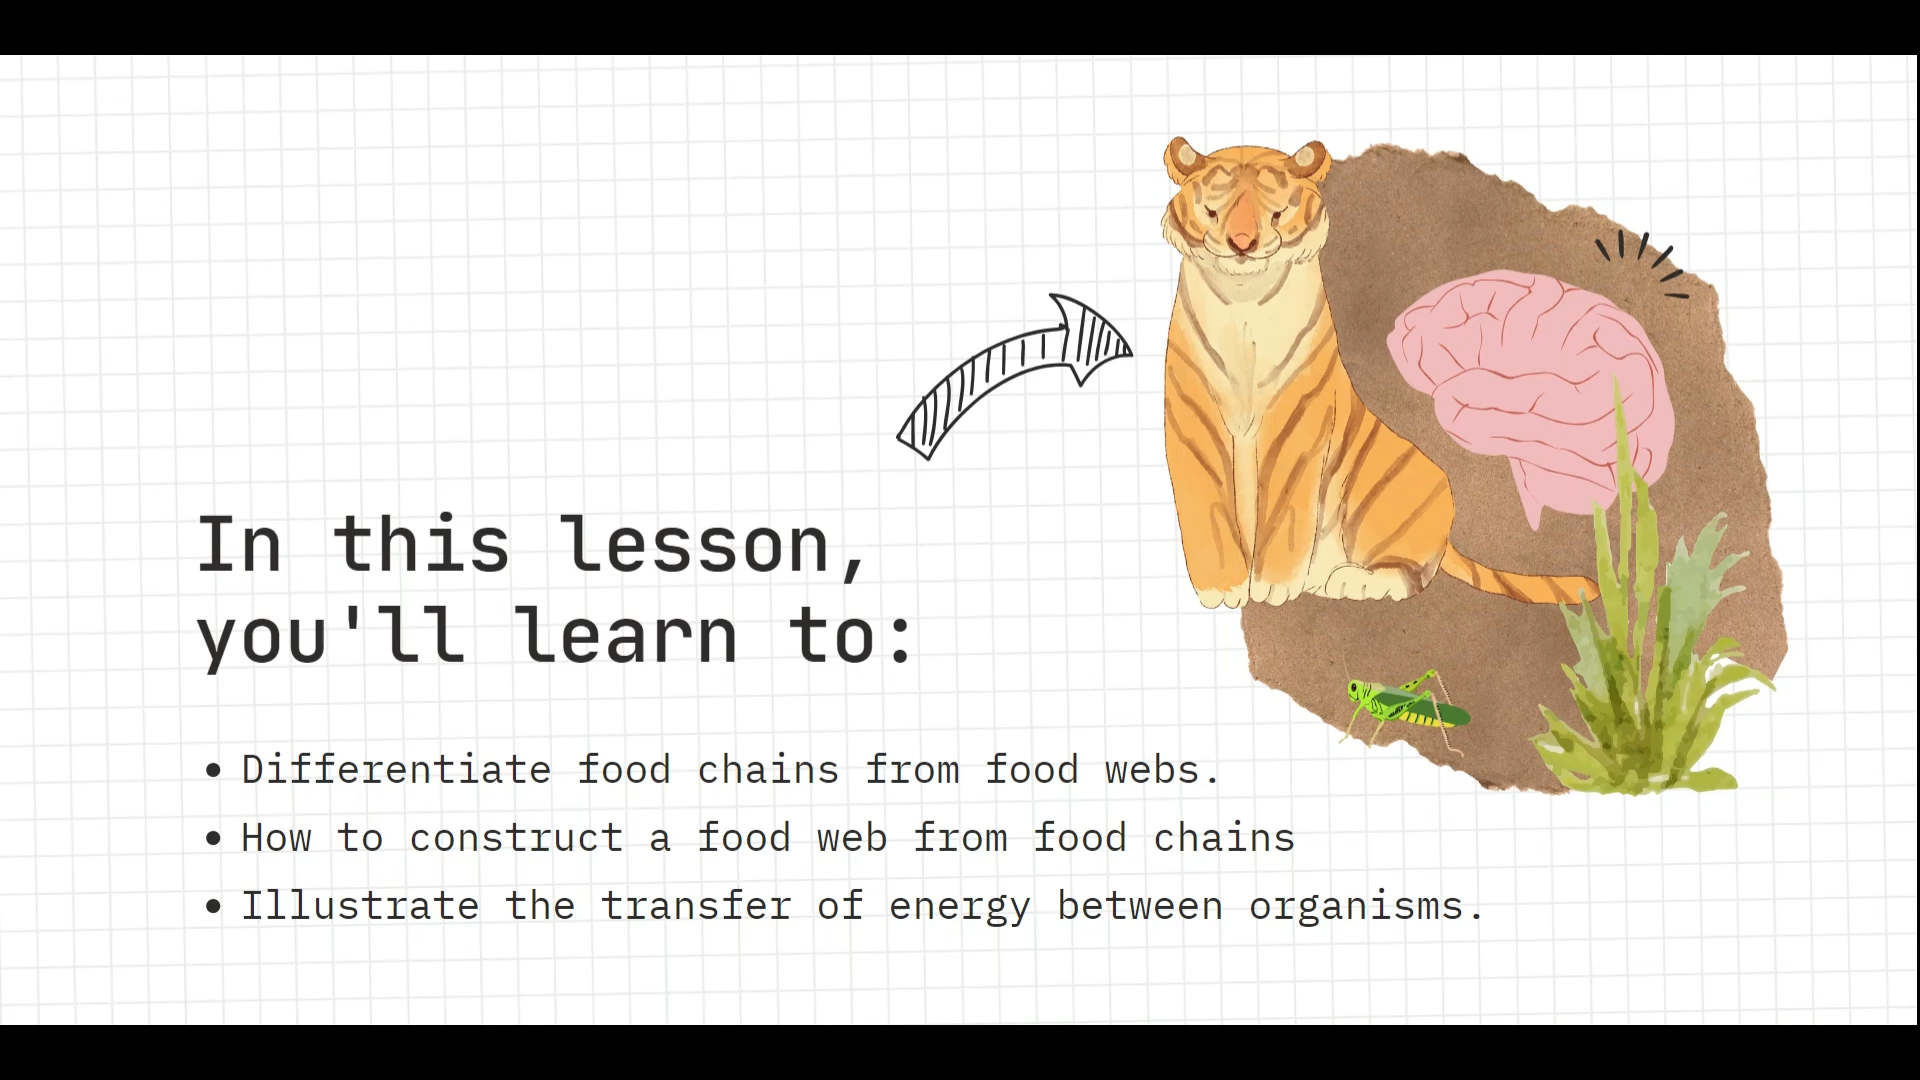 In this lesson,
you'll learn to:
• Differentiate food chains from food webs.
• How to construct a food web from food chains
• Illustrate the transfer of energy between organisms.